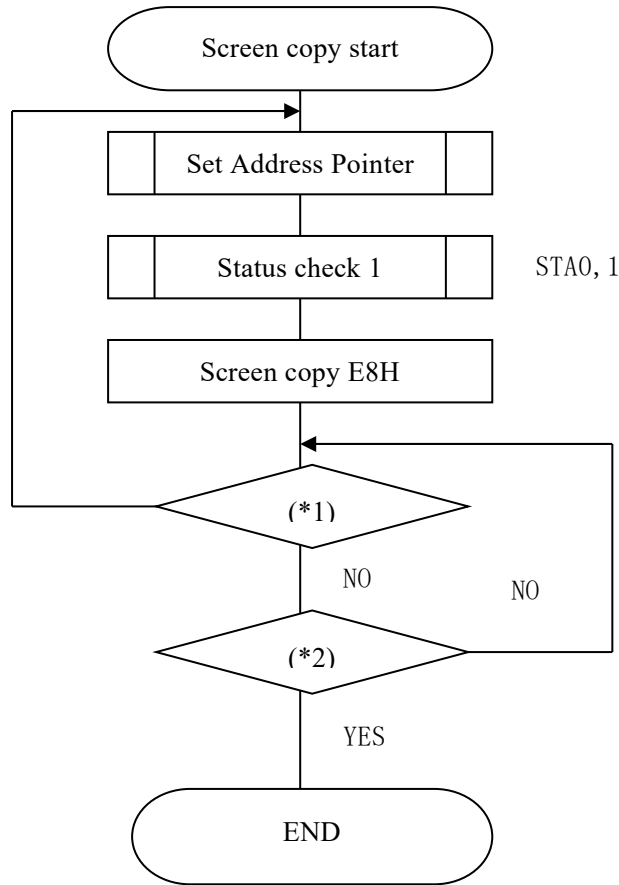 Screen copy start
Set Address Pointer
Status check 1
STA0, 1
Screen copy E8H
(*1)
NO
NO
(*2)
YES
END